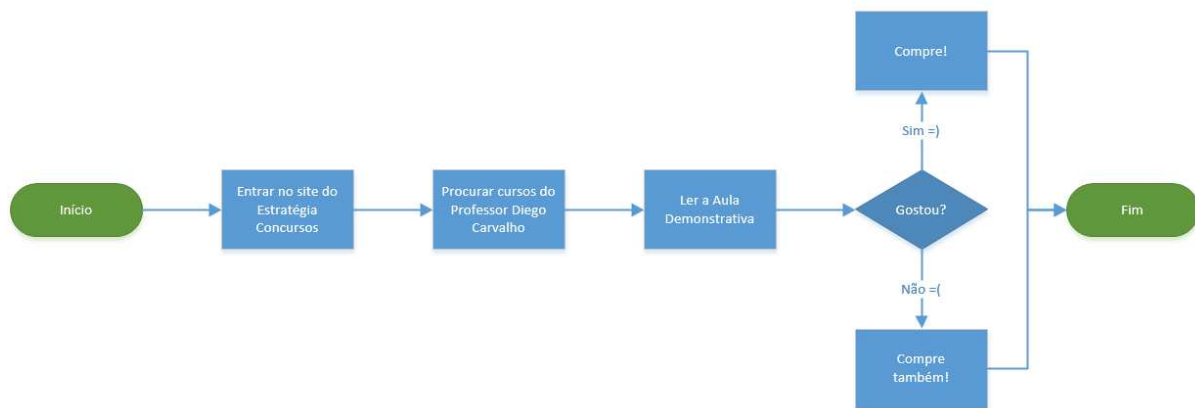 Início
Entrar no site do
Estratégia
Concursos
Procurar cursos do
Professor Diego
Carvalho
Ler a Aula
Demonstrativa
Gostou?
Sim =)
Compre!
Não =(
Compre
também!
Fim